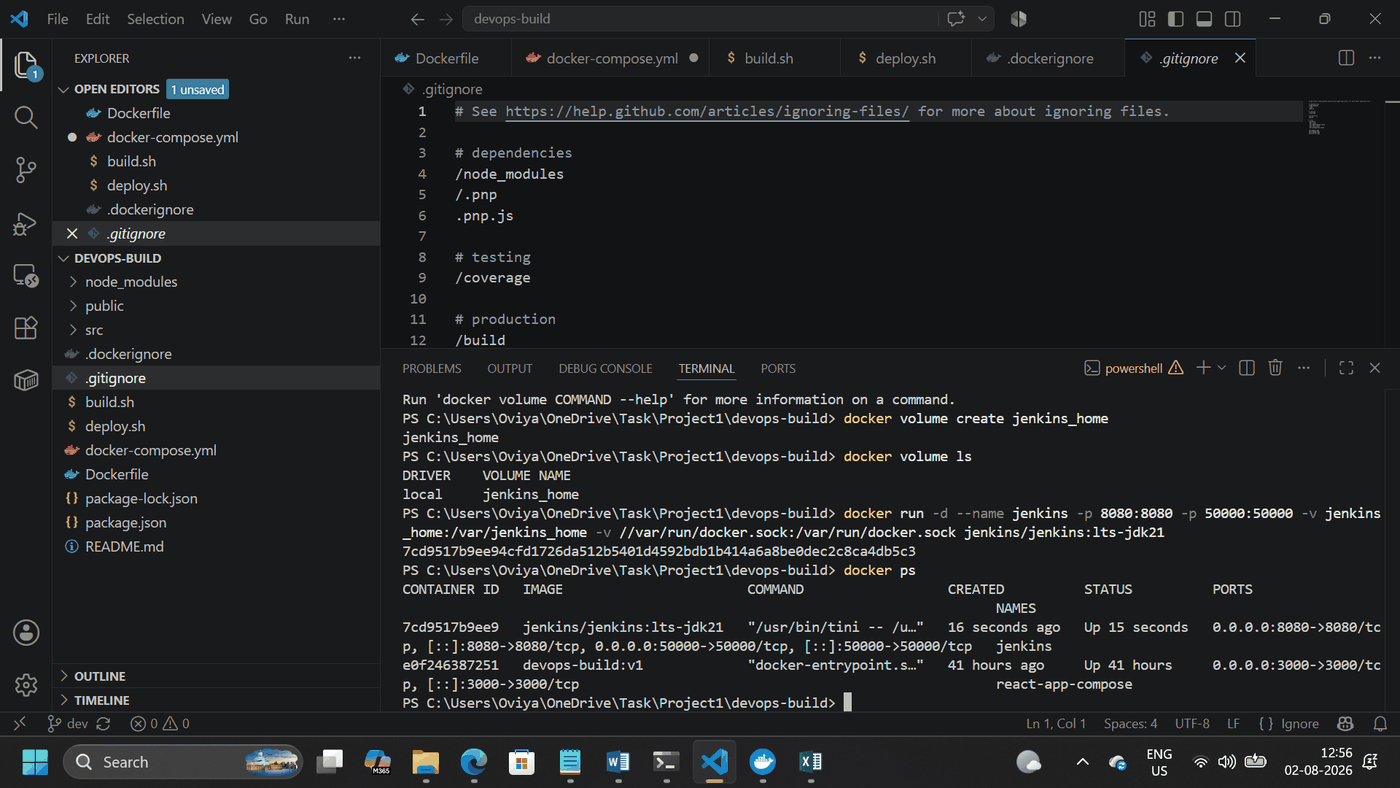 File Edit Selection View Go Run ··· devops-build
EXPLORER ···
OPEN EDITORS 1 unsaved
Dockerfile
docker-compose.yml
$ build.sh
$ deploy.sh
.dockerignore
.gitignore
DEVOPS-BUILD
node_modules
public
src
.dockerignore
.gitignore
$ build.sh
$ deploy.sh
docker-compose.yml
Dockerfile
{} package-lock.json
{} package.json
README.md
OUTLINE
TIMELINE
1
Dockerfile docker-compose.yml $ build.sh $ deploy.sh .dockerignore .gitignore
.gitignore
1 # See https://help.github.com/articles/ignoring-files/ for more about ignoring files.
2
3 # dependencies
4 /node_modules
5 /.pnp
6 .pnp.js
7
8 # testing
9 /coverage
10
11 # production
12 /build
PROBLEMS OUTPUT DEBUG CONSOLE TERMINAL PORTS powershell
Run 'docker volume COMMAND --help' for more information on a command.
PS C:\Users\Oviya\OneDrive\Task\Project1\devops-build> docker volume create jenkins_home
jenkins_home
PS C:\Users\Oviya\OneDrive\Task\Project1\devops-build> docker volume ls
DRIVER VOLUME NAME
local jenkins_home
PS C:\Users\Oviya\OneDrive\Task\Project1\devops-build> docker run -d --name jenkins -p 8080:8080 -p 50000:50000 -v jenkins
_home:/var/jenkins_home -v //var/run/docker.sock:/var/run/docker.sock jenkins/jenkins:lts-jdk21
7cd9517b9ee94cfd1726da512b5401d4592bdb1b414a6a8be0dec2c8ca4db5c3
PS C:\Users\Oviya\OneDrive\Task\Project1\devops-build> docker ps
CONTAINER ID IMAGE COMMAND CREATED STATUS PORTS
NAMES
7cd9517b9ee9 jenkins/jenkins:lts-jdk21 "/usr/bin/tini -- /u…" 16 seconds ago Up 15 seconds 0.0.0.0:8080->8080/tc
p, [::]:8080->8080/tcp, 0.0.0.0:50000->50000/tcp, [::]:50000->50000/tcp jenkins
e0f246387251 devops-build:v1 "docker-entrypoint.s…" 41 hours ago Up 41 hours 0.0.0.0:3000->3000/tc
p, [::]:3000->3000/tcp react-app-compose
PS C:\Users\Oviya\OneDrive\Task\Project1\devops-build>
dev 0 0 Ln 1, Col 1 Spaces: 4 UTF-8 LF {} Ignore
Search M365 ENG
US
12:56
02-08-2026